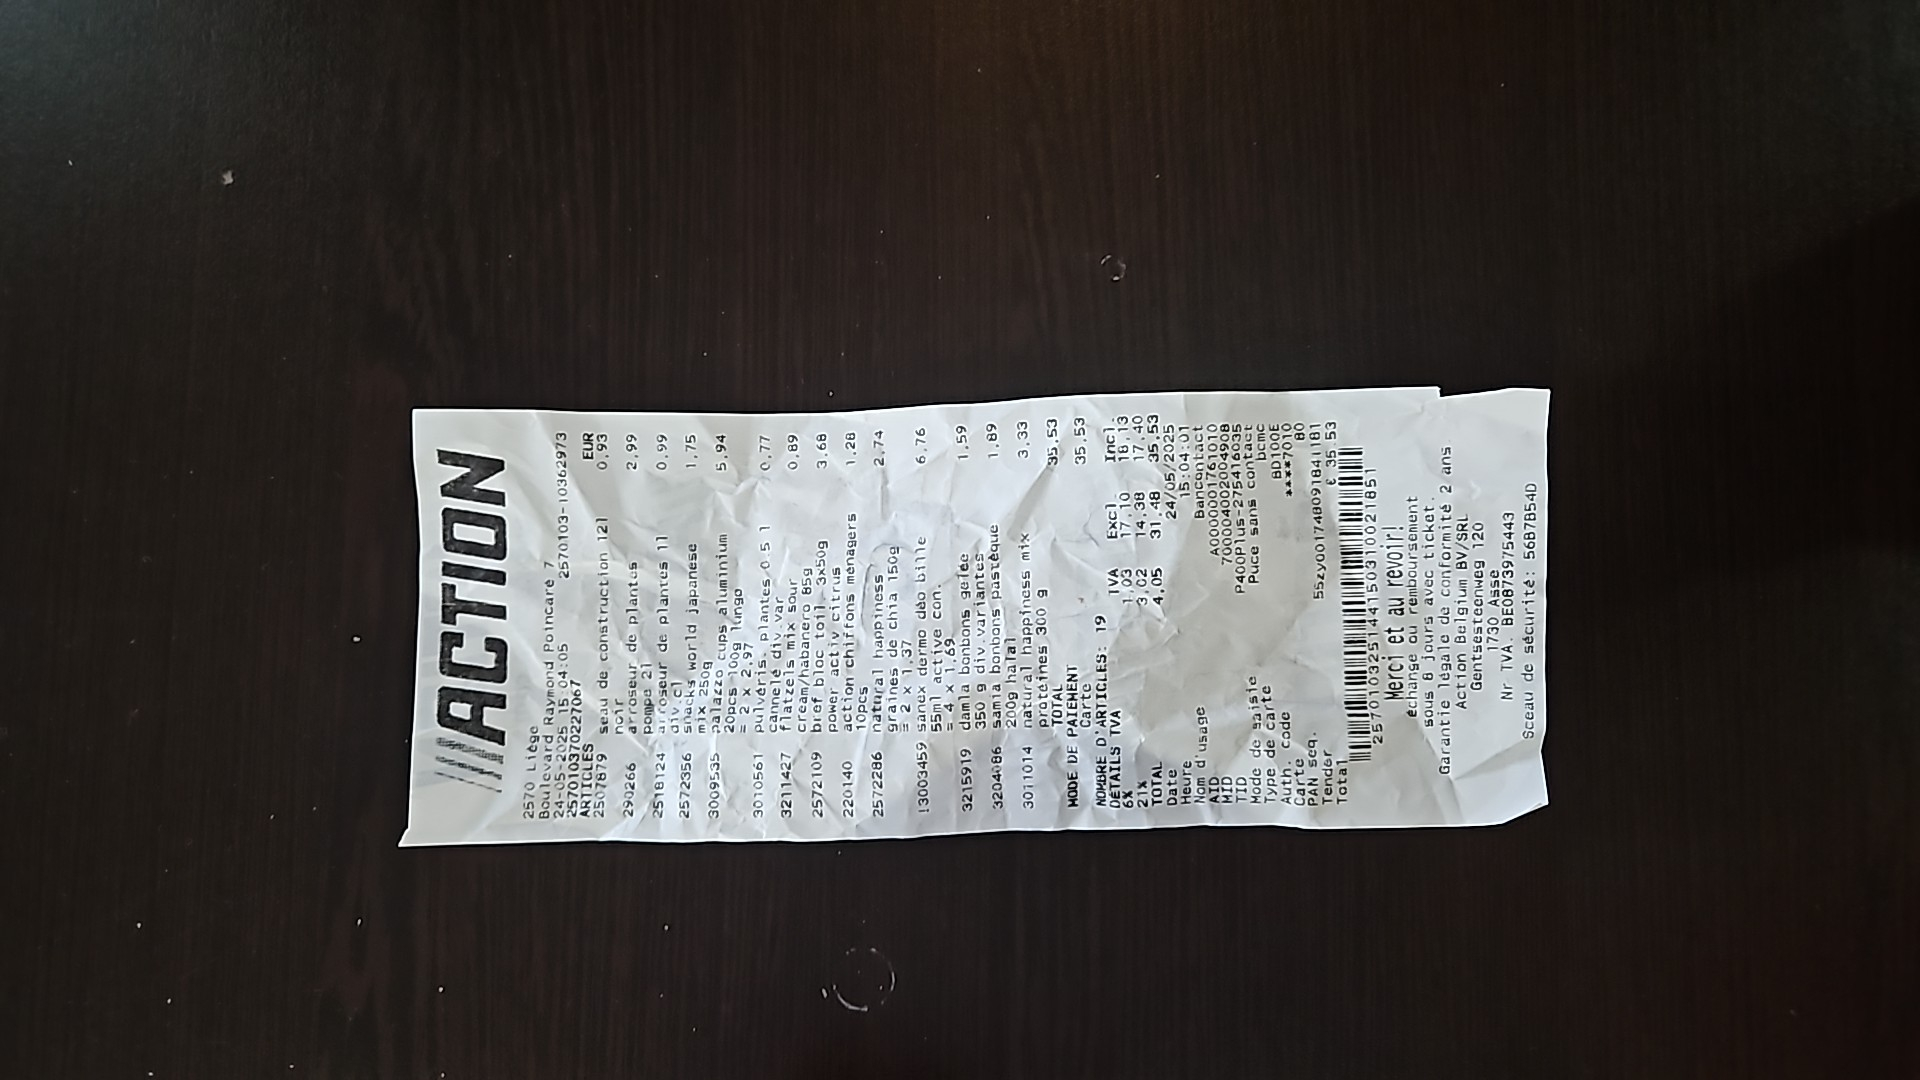 ACTION
2570 Liège
Boulevard Raymond Poincaré 7
24-05-2025 15:04:05 2570103-10362973
257010370227067
ARTICLES EUR
2507879 seau de construction 12l 0,93
noir
290266 arroseur de plantes 2,99
pompe 2l
2518124 arroseur de plantes 1l 0,99
div.cl
2572356 snacks world japanese 1,75
mix 250g
3009535 palazzo cups aluminium 5,94
20pcs 100g lungo
= 2 x 2,97
3010561 pulvéris. plantes 0.5 l 0,77
cannelé div.var
3211427 flatzels mix sour 0,89
cream/habanero 85g
2572109 bref bloc toil. 3x50g 3,68
power activ citrus
2201140 action chiffons ménagers 1,28
10pcs
2572286 natural happiness 2,74
graines de chia 150g
= 2 x 1,37
13003459 sanex dermo déo bille 6,76
55ml active con.
= 4 x 1,69
3215919 damla bonbons gelée 1,59
350 g div.variantes
3204086 samia bonbons pastèque 1,89
200g halal
3011014 natural happiness mix 3,33
protéines 300 g
TOTAL 35,53
MODE DE PAIEMENT
Carte 35,53
NOMBRE D'ARTICLES: 19
DÉTAILS TVA TVA Excl. Incl.
6% 1,03 17,10 18,13
21% 3,02 14,38 17,40
TOTAL 4,05 31,48 35,53
Date 24/05/2025
Heure 15:04:01
Nom d'usage Bancontact
AID A0000001761010
MID 700004002004908
TID P400Plus-275416035
Mode de saisie Puce sans contact
Type de carte bcmc
Auth. code BD100E
Carte ****7010
PAN seq. 80
Tender 55zy001748091841181
Total € 35,53
257010325144150310021851
Merci et au revoir!
échange ou remboursement
sous 8 jours avec ticket.
Garantie légale de conformité 2 ans
Action Belgium BV/SRL
Gentsesteenweg 120
1730 Asse
Nr TVA. BE0873975443
Sceau de sécurité: 56B7B54D